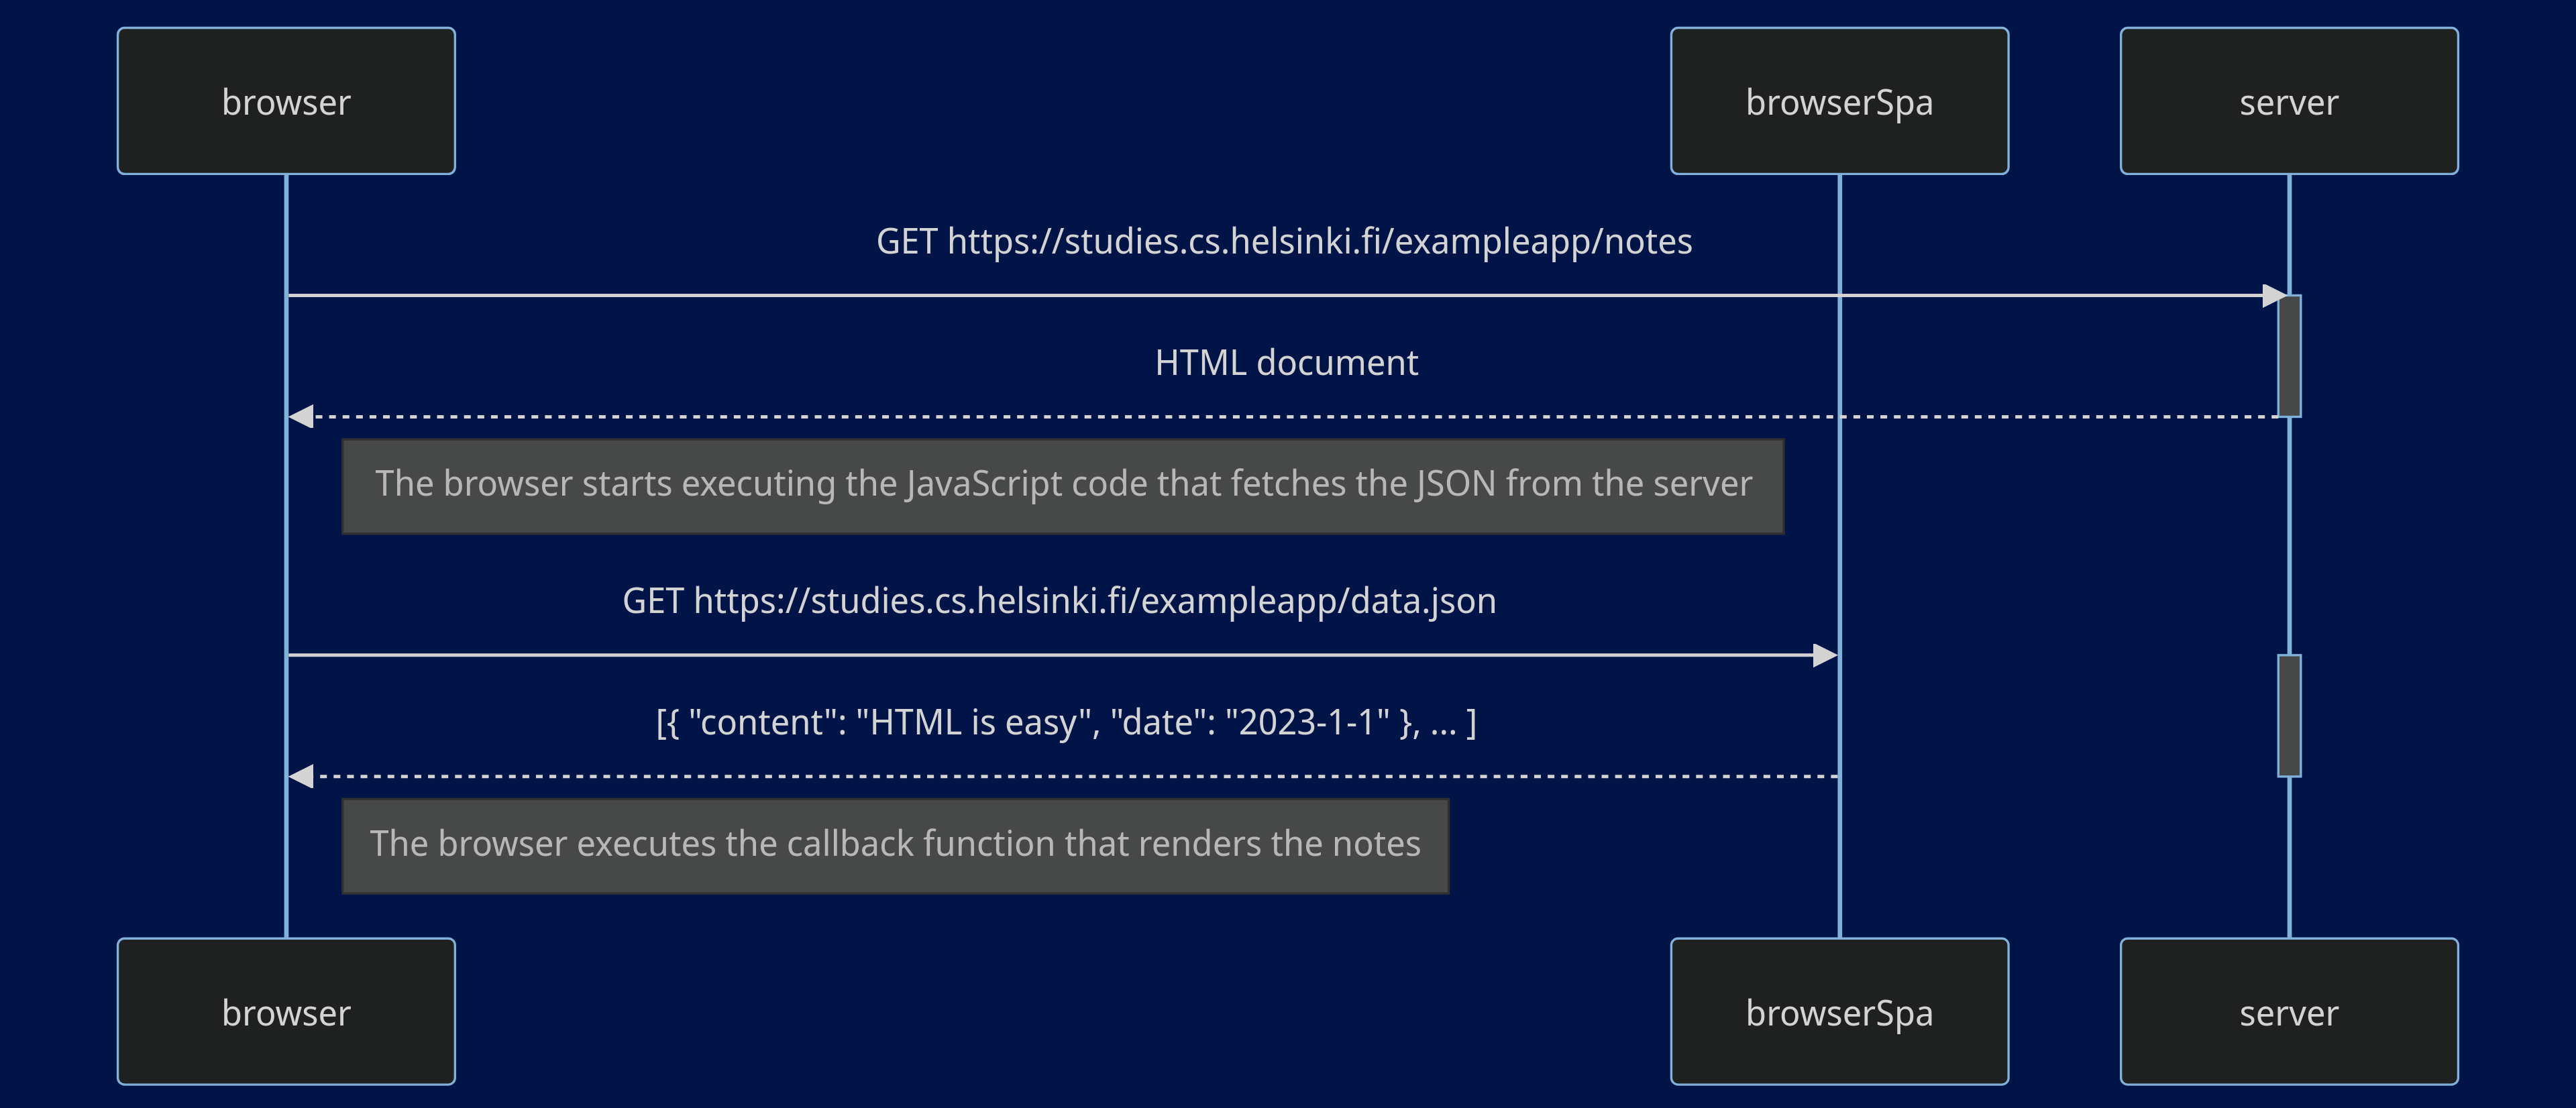 browser
browserSpa
server
GET https://studies.cs.helsinki.fi/exampleapp/notes
HTML document
The browser starts executing the JavaScript code that fetches the JSON from the server
GET https://studies.cs.helsinki.fi/exampleapp/data.json
[{ "content": "HTML is easy", "date": "2023-1-1" }, ... ]
The browser executes the callback function that renders the notes
browser
browserSpa
server